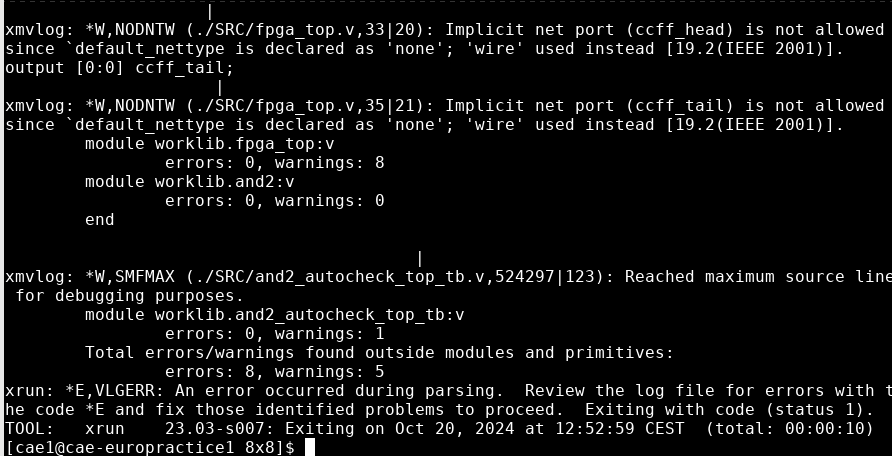 |
xmvlog: *W,NODNTW (./SRC/fpga_top.v,33|20): Implicit net port (ccff_head) is not allowed
since `default_nettype is declared as 'none'; 'wire' used instead [19.2(IEEE 2001)].
output [0:0] ccff_tail;
|
xmvlog: *W,NODNTW (./SRC/fpga_top.v,35|21): Implicit net port (ccff_tail) is not allowed
since `default_nettype is declared as 'none'; 'wire' used instead [19.2(IEEE 2001)].
module worklib.fpga_top:v
errors: 0, warnings: 8
module worklib.and2:v
errors: 0, warnings: 0
end
|
xmvlog: *W,SMFMAX (./SRC/and2_autocheck_top_tb.v,524297|123): Reached maximum source line
for debugging purposes.
module worklib.and2_autocheck_top_tb:v
errors: 0, warnings: 1
Total errors/warnings found outside modules and primitives:
errors: 8, warnings: 5
xrun: *E,VLGERR: An error occurred during parsing.  Review the log file for errors with t
he code *E and fix those identified problems to proceed.  Exiting with code (status 1).
TOOL:   xrun    23.03-s007: Exiting on Oct 20, 2024 at 12:52:59 CEST  (total: 00:00:10)
[cae1@cae-europractice1 8x8]$